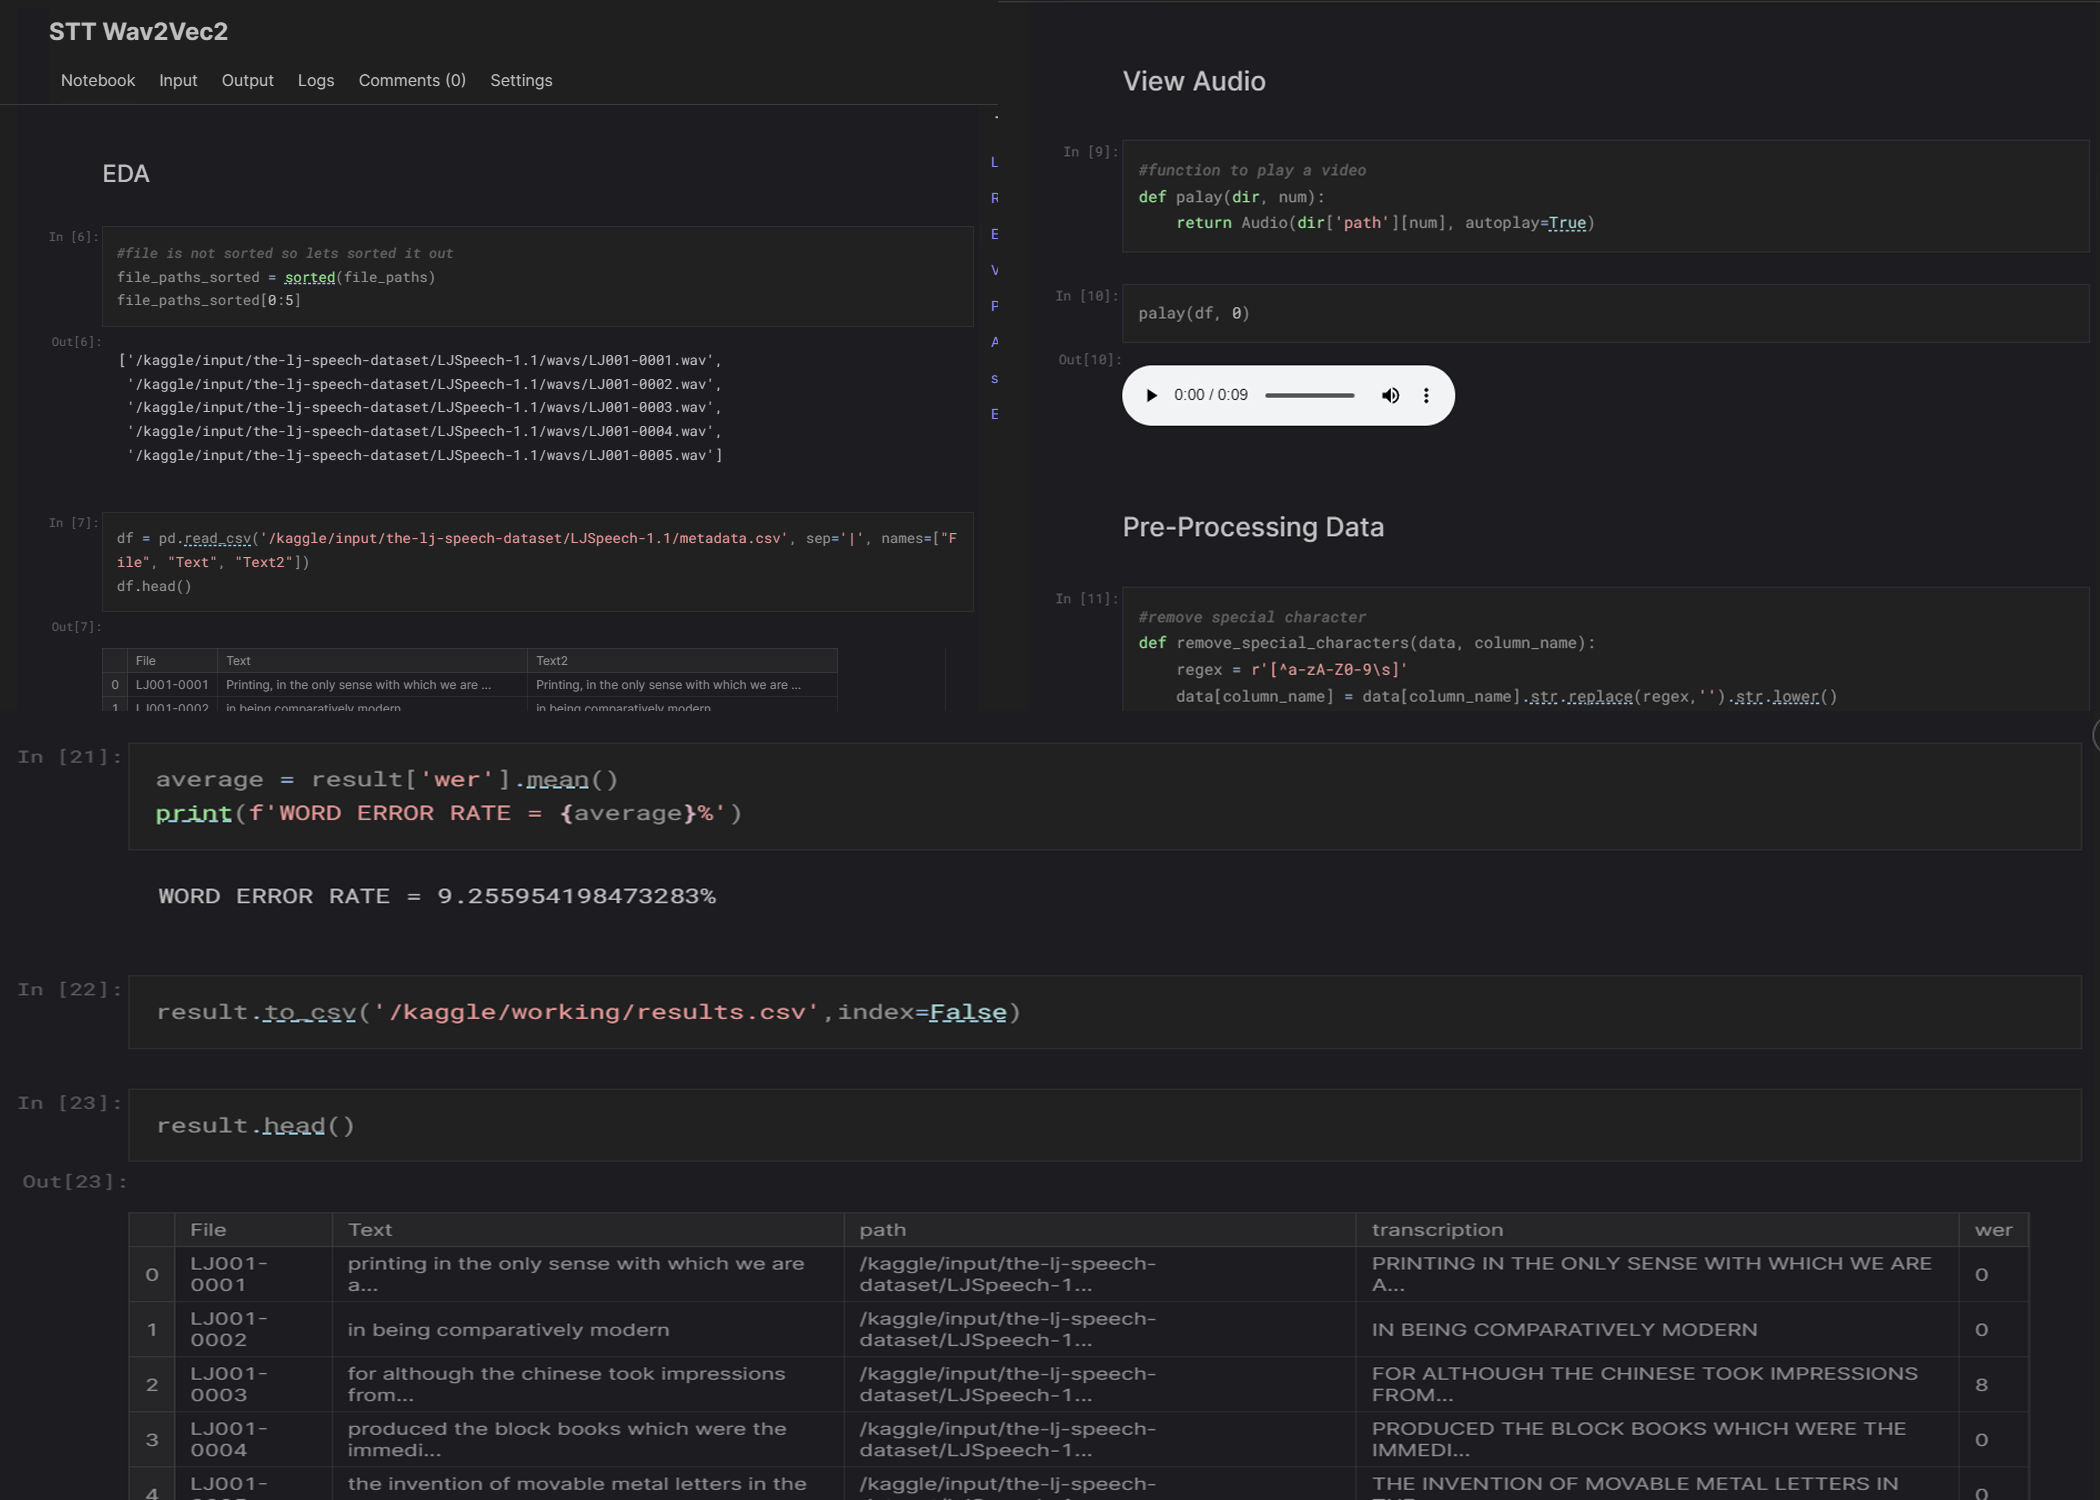 STT Wav2Vec2
Notebook Input Output Logs Comments (0) Settings
EDA
In [6]:
#file is not sorted so lets sorted it out
file_paths_sorted = sorted(file_paths)
file_paths_sorted[0:5]
Out[6]:
['/kaggle/input/the-lj-speech-dataset/LJSpeech-1.1/wavs/LJ001-0001.wav',
'/kaggle/input/the-lj-speech-dataset/LJSpeech-1.1/wavs/LJ001-0002.wav',
'/kaggle/input/the-lj-speech-dataset/LJSpeech-1.1/wavs/LJ001-0003.wav',
'/kaggle/input/the-lj-speech-dataset/LJSpeech-1.1/wavs/LJ001-0004.wav',
'/kaggle/input/the-lj-speech-dataset/LJSpeech-1.1/wavs/LJ001-0005.wav']
In [7]:
df = pd.read_csv('/kaggle/input/the-lj-speech-dataset/LJSpeech-1.1/metadata.csv', sep='|', names=["F
ile", "Text", "Text2"])
df.head()
Out[7]:
File Text Text2
0 LJ001-0001 Printing, in the only sense with which we are ... Printing, in the only sense with which we are ...
1 LJ001-0002 in being comparatively modern. in being comparatively modern.
L
R
E
V
P
A
s
E
View Audio
In [9]:
#function to play a video
def palay(dir, num):
return Audio(dir['path'][num], autoplay=True)
In [10]:
palay(df, 0)
Out[10]:
0:00 / 0:09
Pre-Processing Data
In [11]:
#remove special character
def remove_special_characters(data, column_name):
regex = r'[^a-zA-Z0-9\s]'
data[column_name] = data[column_name].str.replace(regex,'').str.lower()
In [21]:
average = result['wer'].mean()
print(f'WORD ERROR RATE = {average}%')
WORD ERROR RATE = 9.255954198473283%
In [22]:
result.to_csv('/kaggle/working/results.csv',index=False)
In [23]:
result.head()
Out[23]:
File Text path transcription wer
0 LJ001- printing in the only sense with which we are /kaggle/input/the-lj-speech- PRINTING IN THE ONLY SENSE WITH WHICH WE ARE 0
0001 a... dataset/LJSpeech-1... A...
1 LJ001- in being comparatively modern /kaggle/input/the-lj-speech- IN BEING COMPARATIVELY MODERN 0
0002 dataset/LJSpeech-1...
2 LJ001- for although the chinese took impressions /kaggle/input/the-lj-speech- FOR ALTHOUGH THE CHINESE TOOK IMPRESSIONS 8
0003 from... dataset/LJSpeech-1... FROM...
3 LJ001- produced the block books which were the /kaggle/input/the-lj-speech- PRODUCED THE BLOCK BOOKS WHICH WERE THE 0
0004 immedi... dataset/LJSpeech-1... IMMEDI...
4 LJ001- the invention of movable metal letters in the /kaggle/input/the-lj-speech- THE INVENTION OF MOVABLE METAL LETTERS IN 0